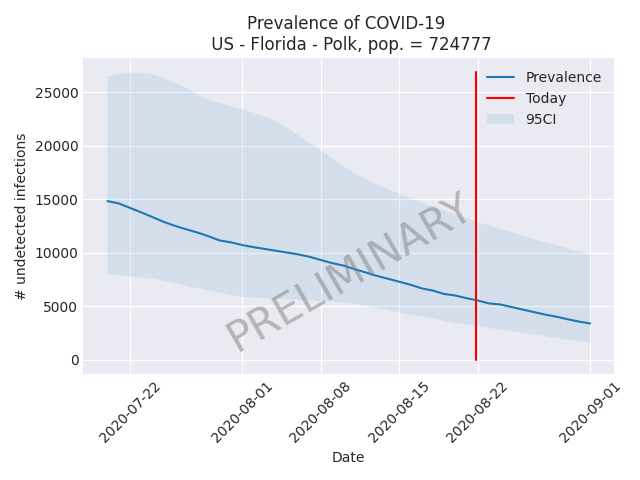 Prevalence of COVID-19
US - Florida - Polk, pop. = 724777
Prevalence
Today
95CI
# undetected infections
25000
20000
15000
10000
5000
0
PRELIMINARY
2020-07-22
2020-08-01
2020-08-08
2020-08-15
2020-08-22
2020-09-01
Date